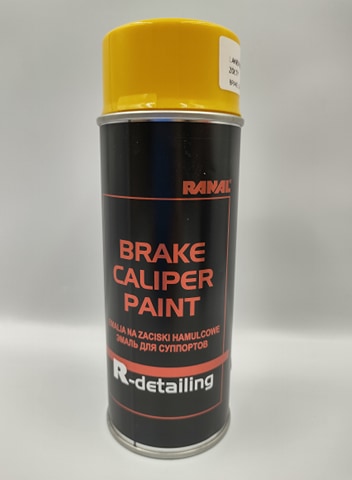 RANAL
BRAKE
CALIPER
PAINT
EMALIA NA ZACISKI HAMULCOWE
ЭМАЛЬ ДЛЯ СУППОРТОВ
R-detailing